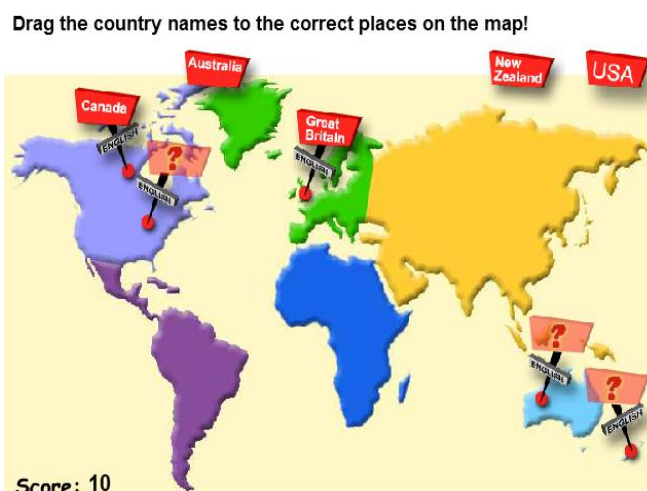 Drag the country names to the correct places on the map!
Australia
New
Zealand
USA
Canada
ENGLISH
?
ENGLISH
Great
Britain
ENGLISH
?
ENGLISH
?
ENGLISH
Score: 10